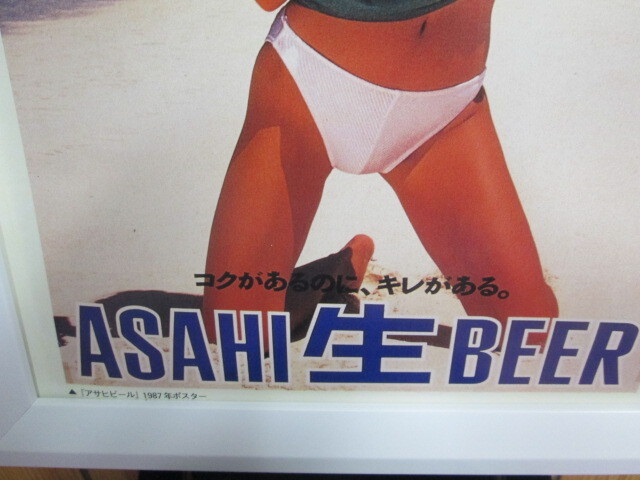 コクがあるのに、キレがある。
ASAHI 生 BEER
▲『アサヒビール』1987年ポスター